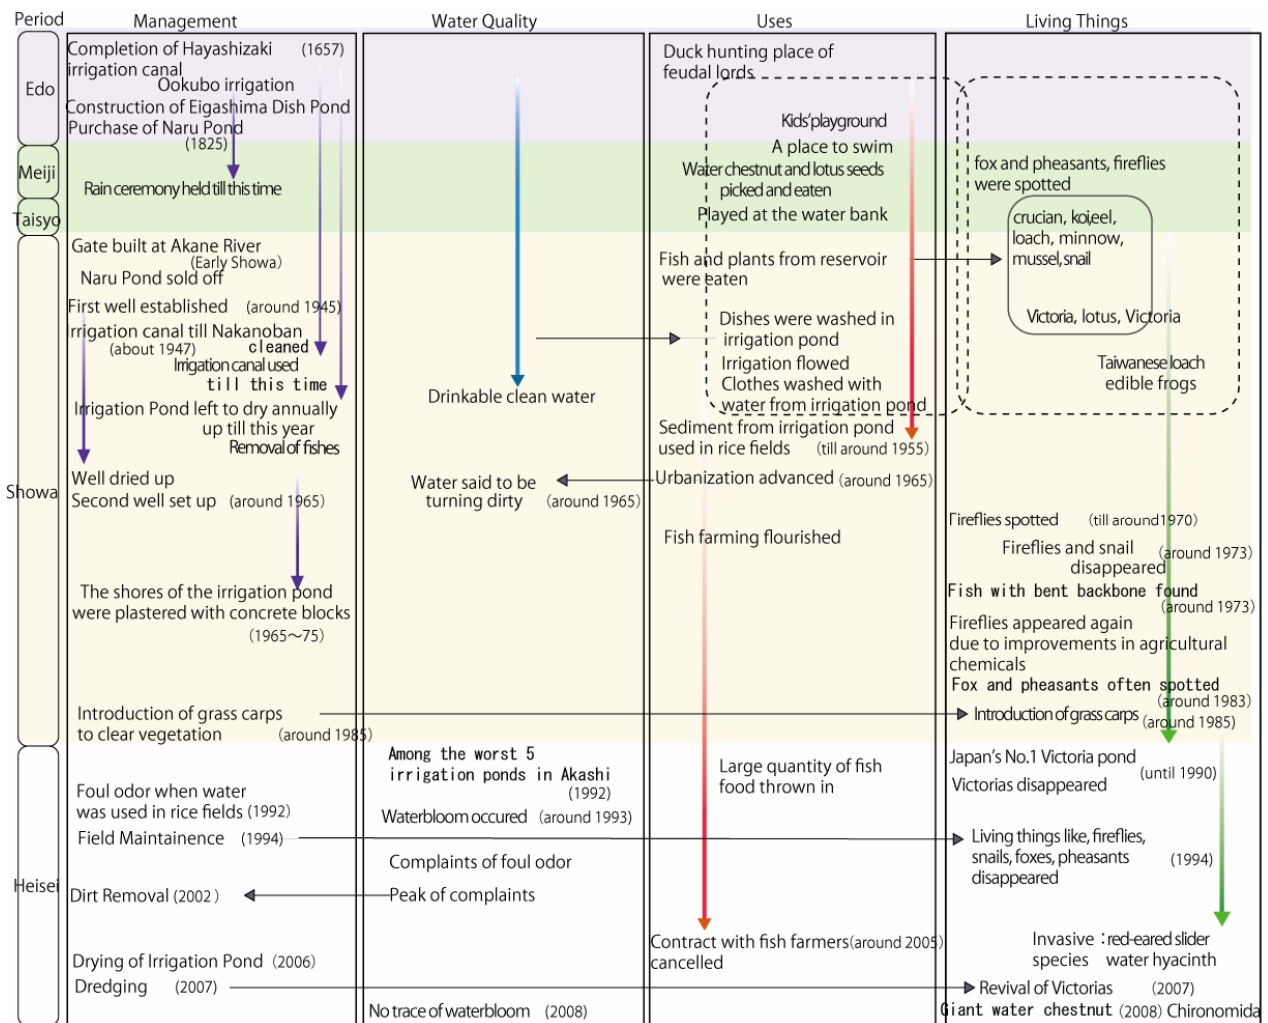 Period
Management
Water Quality
Uses
Living Things
Edo
Meiji
Taisyo
Showa
Heisei
Completion of Hayashizaki (1657)
irrigation canal
Ookubo irrigation
Construction of Eigashima Dish Pond
Purchase of Naru Pond
(1825)
Rain ceremony held till this time
Gate built at Akane River
(Early Showa)
Naru Pond sold off
First well established (around 1945)
Irrigation canal till Nakanoban
(about 1947) cleaned
Irrigation canal used
till this time
Irrigation Pond left to dry annually
up till this year
Removal of fishes
Well dried up
Second well set up (around 1965)
The shores of the irrigation pond
were plastered with concrete blocks
(1965〜75)
Introduction of grass carps
to clear vegetation (around 1985)
Foul odor when water
was used in rice fields (1992)
Field Maintainence (1994)
Dirt Removal (2002 )
Drying of Irrigation Pond (2006)
Dredging (2007)
Drinkable clean water
Water said to be
turning dirty (around 1965)
Among the worst 5
irrigation ponds in Akashi
(1992)
Waterbloom occured (around 1993)
Complaints of foul odor
Peak of complaints
No trace of waterbloom (2008)
Duck hunting place of
feudal lords
Kids'playground
A place to swim
Water chestnut and lotus seeds
picked and eaten
Played at the water bank
Fish and plants from reservoir
were eaten
Dishes were washed in
irrigation pond
Irrigation flowed
Clothes washed with
water from irrigation pond
Sediment from irrigation pond
used in rice fields (till around 1955)
Urbanization advanced (around 1965)
Fish farming flourished
Large quantity of fish
food thrown in
Contract with fish farmers(around 2005)
cancelled
fox and pheasants, fireflies
were spotted
crucian, koi,eel,
loach, minnow,
mussel,snail
Victoria, lotus, Victoria
Taiwanese loach
edible frogs
Fireflies spotted (till around1970)
Fireflies and snail (around 1973)
disappeared
Fish with bent backbone found
(around 1973)
Fireflies appeared again
due to improvements in agricultural
chemicals
Fox and pheasants often spotted
(around 1983)
Introduction of grass carps (around 1985)
Japan's No.1 Victoria pond
(until 1990)
Victorias disappeared
Living things like, fireflies,
snails, foxes, pheasants (1994)
disappeared
Invasive : red-eared slider
species water hyacinth
Revival of Victorias (2007)
Giant water chestnut (2008) Chironomida